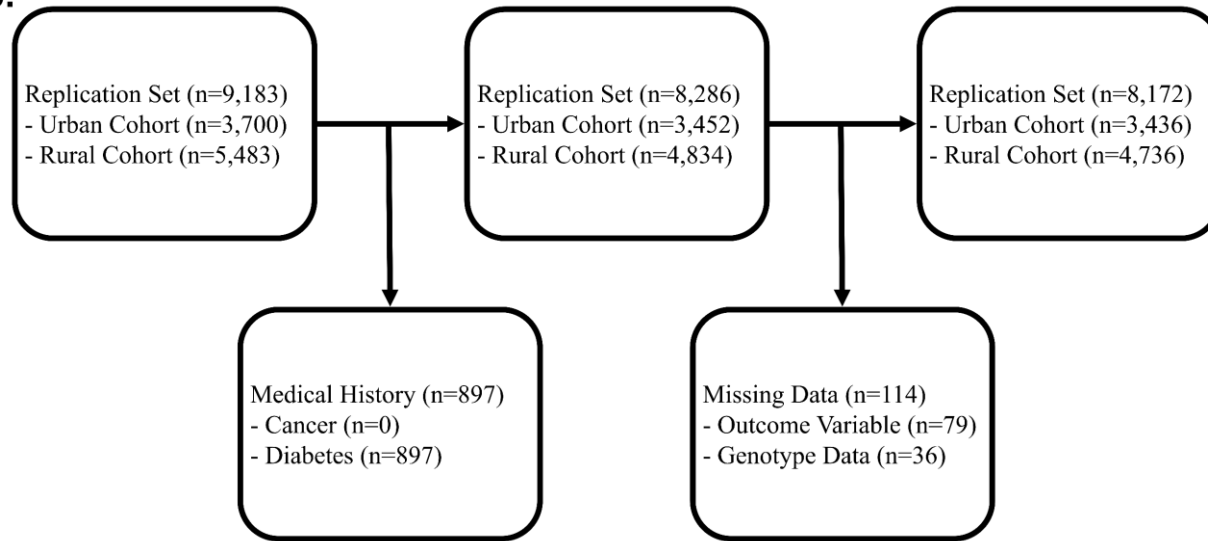 Replication Set (n=9,183)
- Urban Cohort (n=3,700)
- Rural Cohort (n=5,483)
Replication Set (n=8,286)
- Urban Cohort (n=3,452)
- Rural Cohort (n=4,834)
Replication Set (n=8,172)
- Urban Cohort (n=3,436)
- Rural Cohort (n=4,736)
Medical History (n=897)
- Cancer (n=0)
- Diabetes (n=897)
Missing Data (n=114)
- Outcome Variable (n=79)
- Genotype Data (n=36)